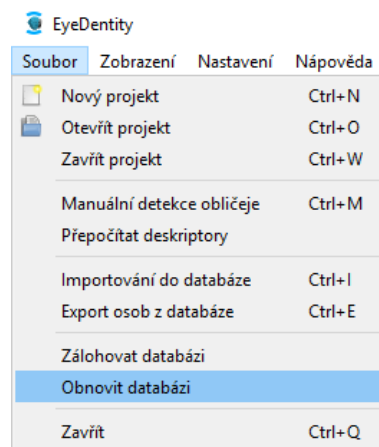 EyeDentity
Soubor Zobrazení Nastavení Nápověda
Nový projekt Ctrl+N
Otevřít projekt Ctrl+O
Zavřít projekt Ctrl+W
Manuální detekce obličeje Ctrl+M
Přepočítat deskriptory
Importování do databáze Ctrl+I
Export osob z databáze Ctrl+E
Zálohovat databázi
Obnovit databázi
Zavřít Ctrl+Q